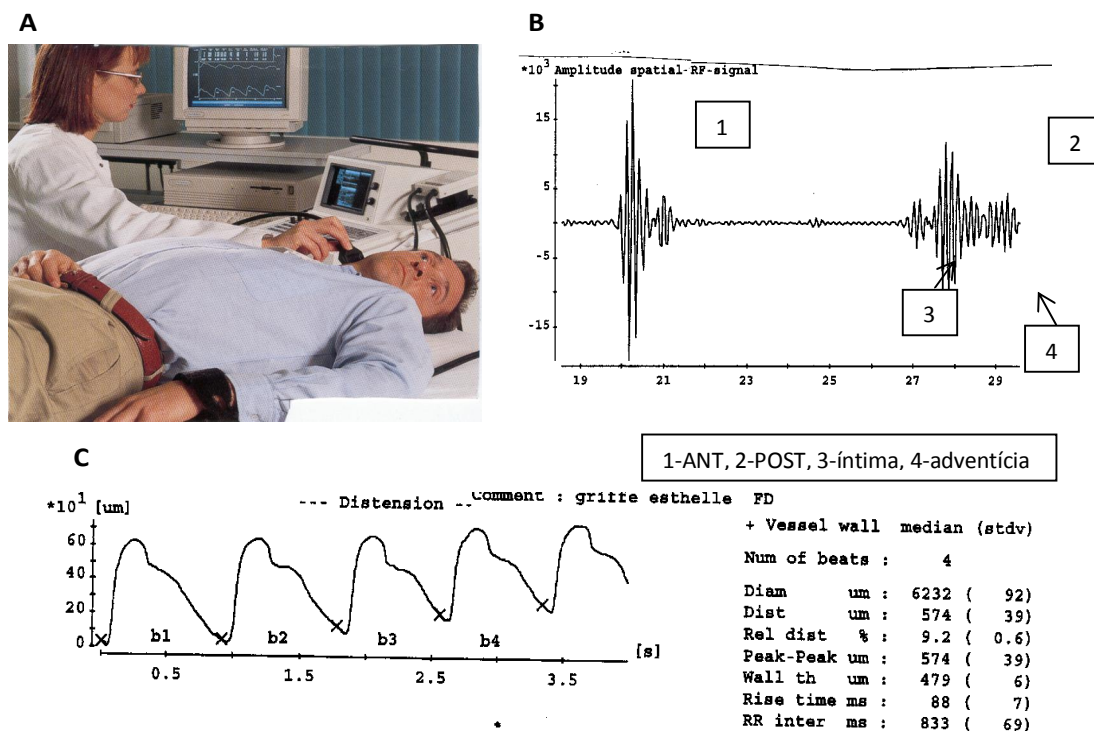 A
B
*10³ Amplitude spatial-RF-signal
15
5
-5
-15
19 21 23 25 27 29
1
2
3
4
1-ANT, 2-POST, 3-íntima, 4-adventícia
C
*10¹ [um]
--- Distension --
Comment : griffe esthelle FD
60
40
20
0
b1 b2 b3 b4
[s]
0.5 1.5 2.5 3.5
*
+ Vessel wall median (stdv)
Num of beats : 4
Diam um : 6232 ( 92)
Dist um : 574 ( 39)
Rel dist % : 9.2 ( 0.6)
Peak-Peak um : 574 ( 39)
Wall th um : 479 ( 6)
Rise time ms : 88 ( 7)
RR inter ms : 833 ( 69)